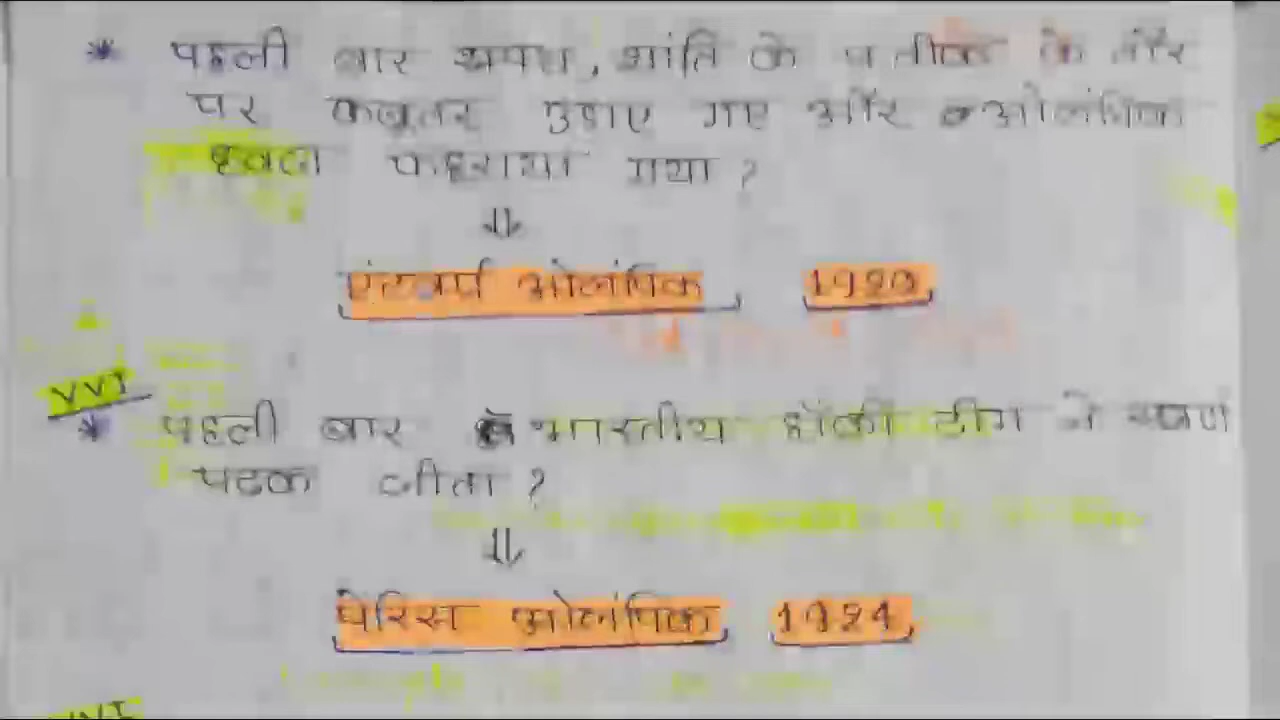 * पहली बार शपथ, शांति के प्रतीक के तौर
पर कबूतर उड़ाए गए और ओलंपिक
ध्वज फहराया गया ?
⇓
एंटवर्प ओलंपिक , 1920,
VVI
* पहली बार भारतीय हॉकी टीम ने स्वर्ण
पदक जीता ?
⇓
पेरिस ओलंपिक, 1924,
VVI